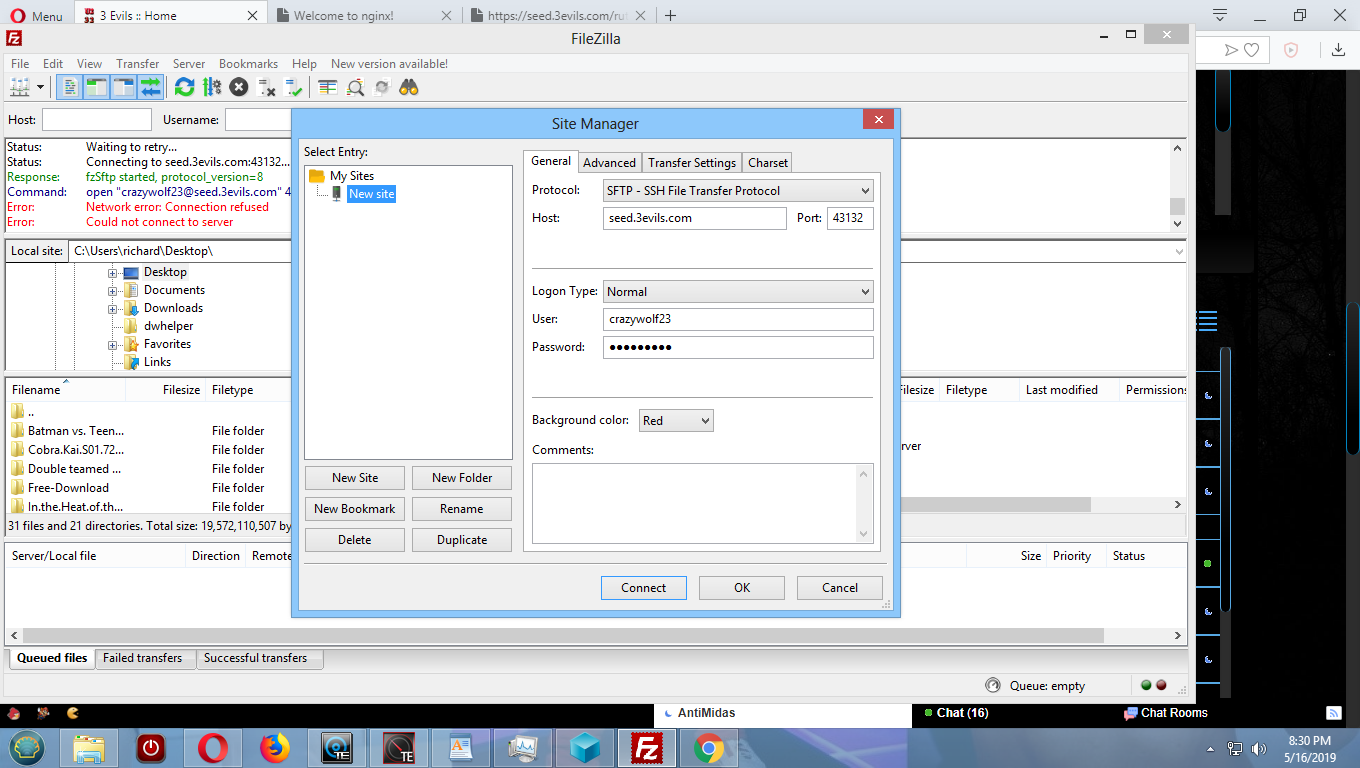 Menu
3 Evils :: Home
Welcome to nginx!
https://seed.3evils.com/ru
FileZilla
File Edit View Transfer Server Bookmarks Help New version available!
Host: Username:
Status: Waiting to retry...
Status: Connecting to seed.3evils.com:43132...
Response: fzSftp started, protocol_version=8
Command: open "crazywolf23@seed.3evils.com" 4
Error: Network error: Connection refused
Error: Could not connect to server
Local site: C:\Users\richard\Desktop\
Desktop
Documents
Downloads
dwhelper
Favorites
Links
Filename Filesize Filetype
..
Batman vs. Teen... File folder
Cobra.Kai.S01.72... File folder
Double teamed ... File folder
Free-Download File folder
In.the.Heat.of.th... File folder
31 files and 21 directories. Total size: 19,572,110,507 by
Site Manager
Select Entry:
My Sites
New site
New Site New Folder
New Bookmark Rename
Delete Duplicate
General Advanced Transfer Settings Charset
Protocol: SFTP - SSH File Transfer Protocol
Host: seed.3evils.com Port: 43132
Logon Type: Normal
User: crazywolf23
Password: ●●●●●●●●●
Background color: Red
Comments:
Connect OK Cancel
ilesize Filetype Last modified Permissions
rver
Server/Local file Direction Remote Size Priority Status
Queued files Failed transfers Successful transfers
Queue: empty
AntiMidas
Chat (16)
Chat Rooms
TE
TE
8:30 PM
5/16/2019